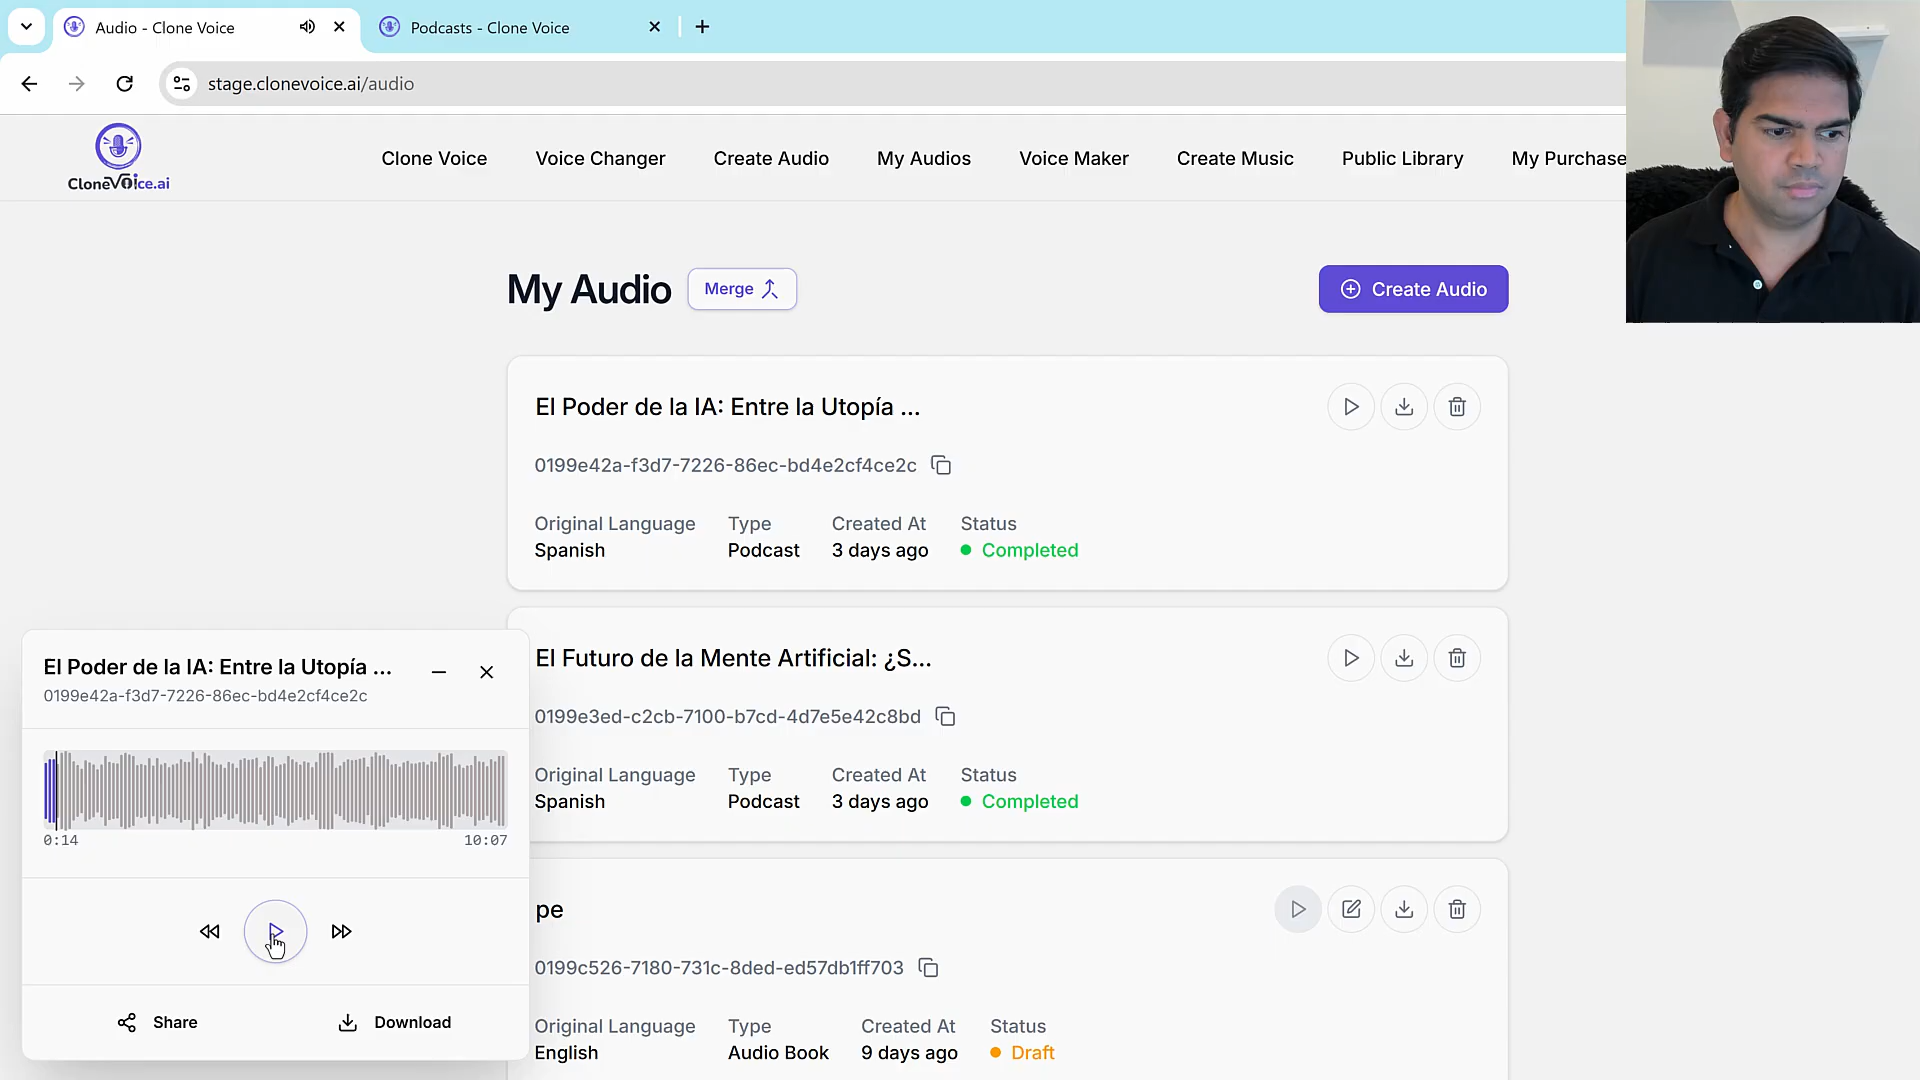 Audio - Clone Voice
Podcasts - Clone Voice
stage.clonevoice.ai/audio
CloneVoice.ai
Clone Voice
Voice Changer
Create Audio
My Audios
Voice Maker
Create Music
Public Library
My Purchase
My Audio
Merge
Create Audio
El Poder de la IA: Entre la Utopía ...
0199e42a-f3d7-7226-86ec-bd4e2cf4ce2c
Original Language Type Created At Status
Spanish Podcast 3 days ago Completed
El Futuro de la Mente Artificial: ¿S...
0199e3ed-c2cb-7100-b7cd-4d7e5e42c8bd
Original Language Type Created At Status
Spanish Podcast 3 days ago Completed
pe
0199c526-7180-731c-8ded-ed57db1ff703
Original Language Type Created At Status
English Audio Book 9 days ago Draft
El Poder de la IA: Entre la Utopía ...
0199e42a-f3d7-7226-86ec-bd4e2cf4ce2c
0:14 10:07
Share Download